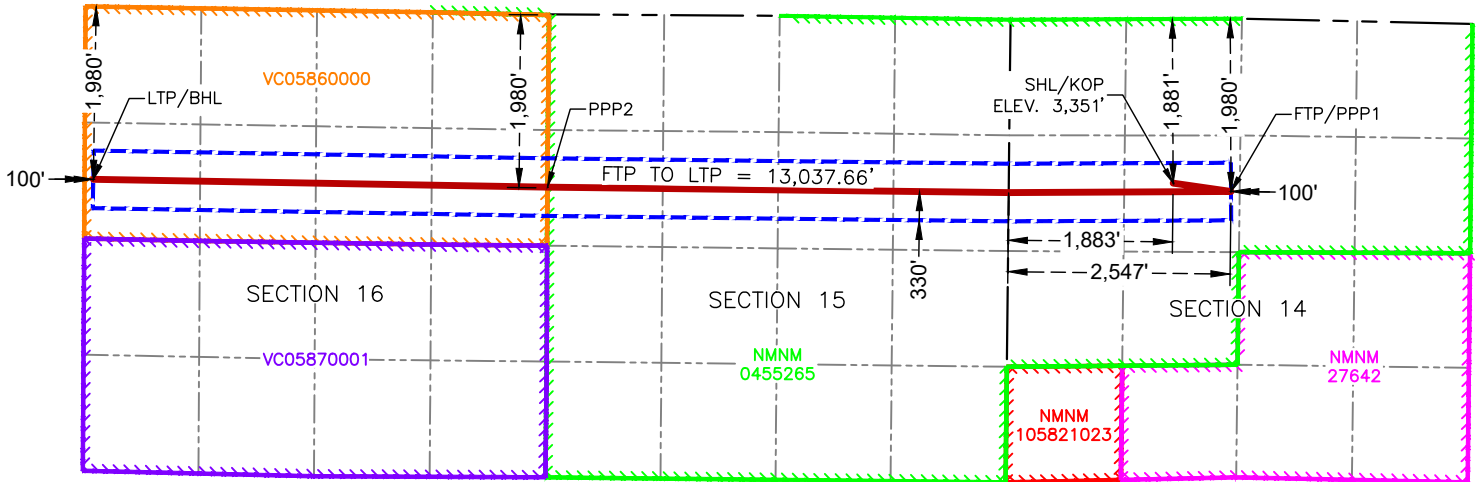 1,980'
LTP/BHL
VC05860000
1,980'
PPP2
SHL/KOP
ELEV. 3,351'
1,881'
1,980'
FTP/PPP1
100'
FTP TO LTP = 13,037.66'
100'
330'
1,883'
2,547'
SECTION 16
SECTION 15
SECTION 14
VC05870001
NMNM
0455265
NMNM
27642
NMNM
105821023